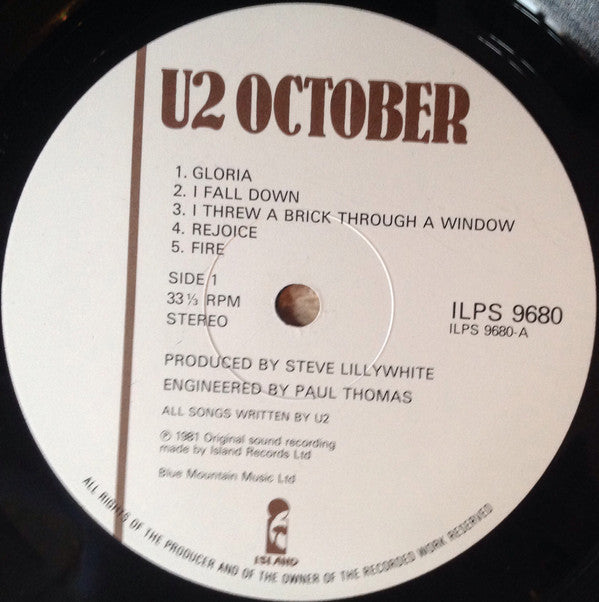 U2 OCTOBER
1. GLORIA
2. I FALL DOWN
3. I THREW A BRICK THROUGH A WINDOW
4. REJOICE
5. FIRE
SIDE 1
33⅓ RPM
STEREO
ILPS 9680
ILPS 9680-A
PRODUCED BY STEVE LILLYWHITE
ENGINEERED BY PAUL THOMAS
ALL SONGS WRITTEN BY U2
℗ 1981 Original sound recording
made by Island Records Ltd
Blue Mountain Music Ltd
ISLAND
ALL RIGHTS OF THE PRODUCER AND OF THE OWNER OF THE RECORDED WORK RESERVED